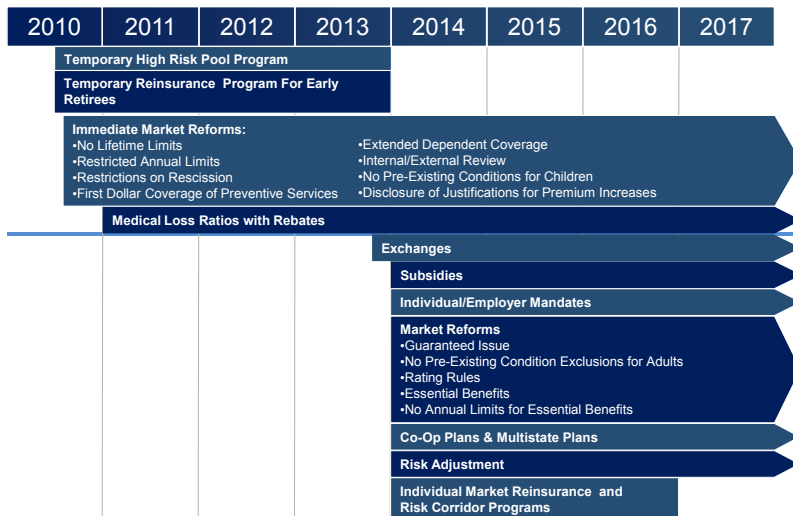 2010 2011 2012 2013 2014 2015 2016 2017
Temporary High Risk Pool Program
Temporary Reinsurance Program For Early
Retirees
Immediate Market Reforms:
•No Lifetime Limits
•Restricted Annual Limits
•Restrictions on Rescission
•First Dollar Coverage of Preventive Services
•Extended Dependent Coverage
•Internal/External Review
•No Pre-Existing Conditions for Children
•Disclosure of Justifications for Premium Increases
Medical Loss Ratios with Rebates
Exchanges
Subsidies
Individual/Employer Mandates
Market Reforms
•Guaranteed Issue
•No Pre-Existing Condition Exclusions for Adults
•Rating Rules
•Essential Benefits
•No Annual Limits for Essential Benefits
Co-Op Plans & Multistate Plans
Risk Adjustment
Individual Market Reinsurance and
Risk Corridor Programs